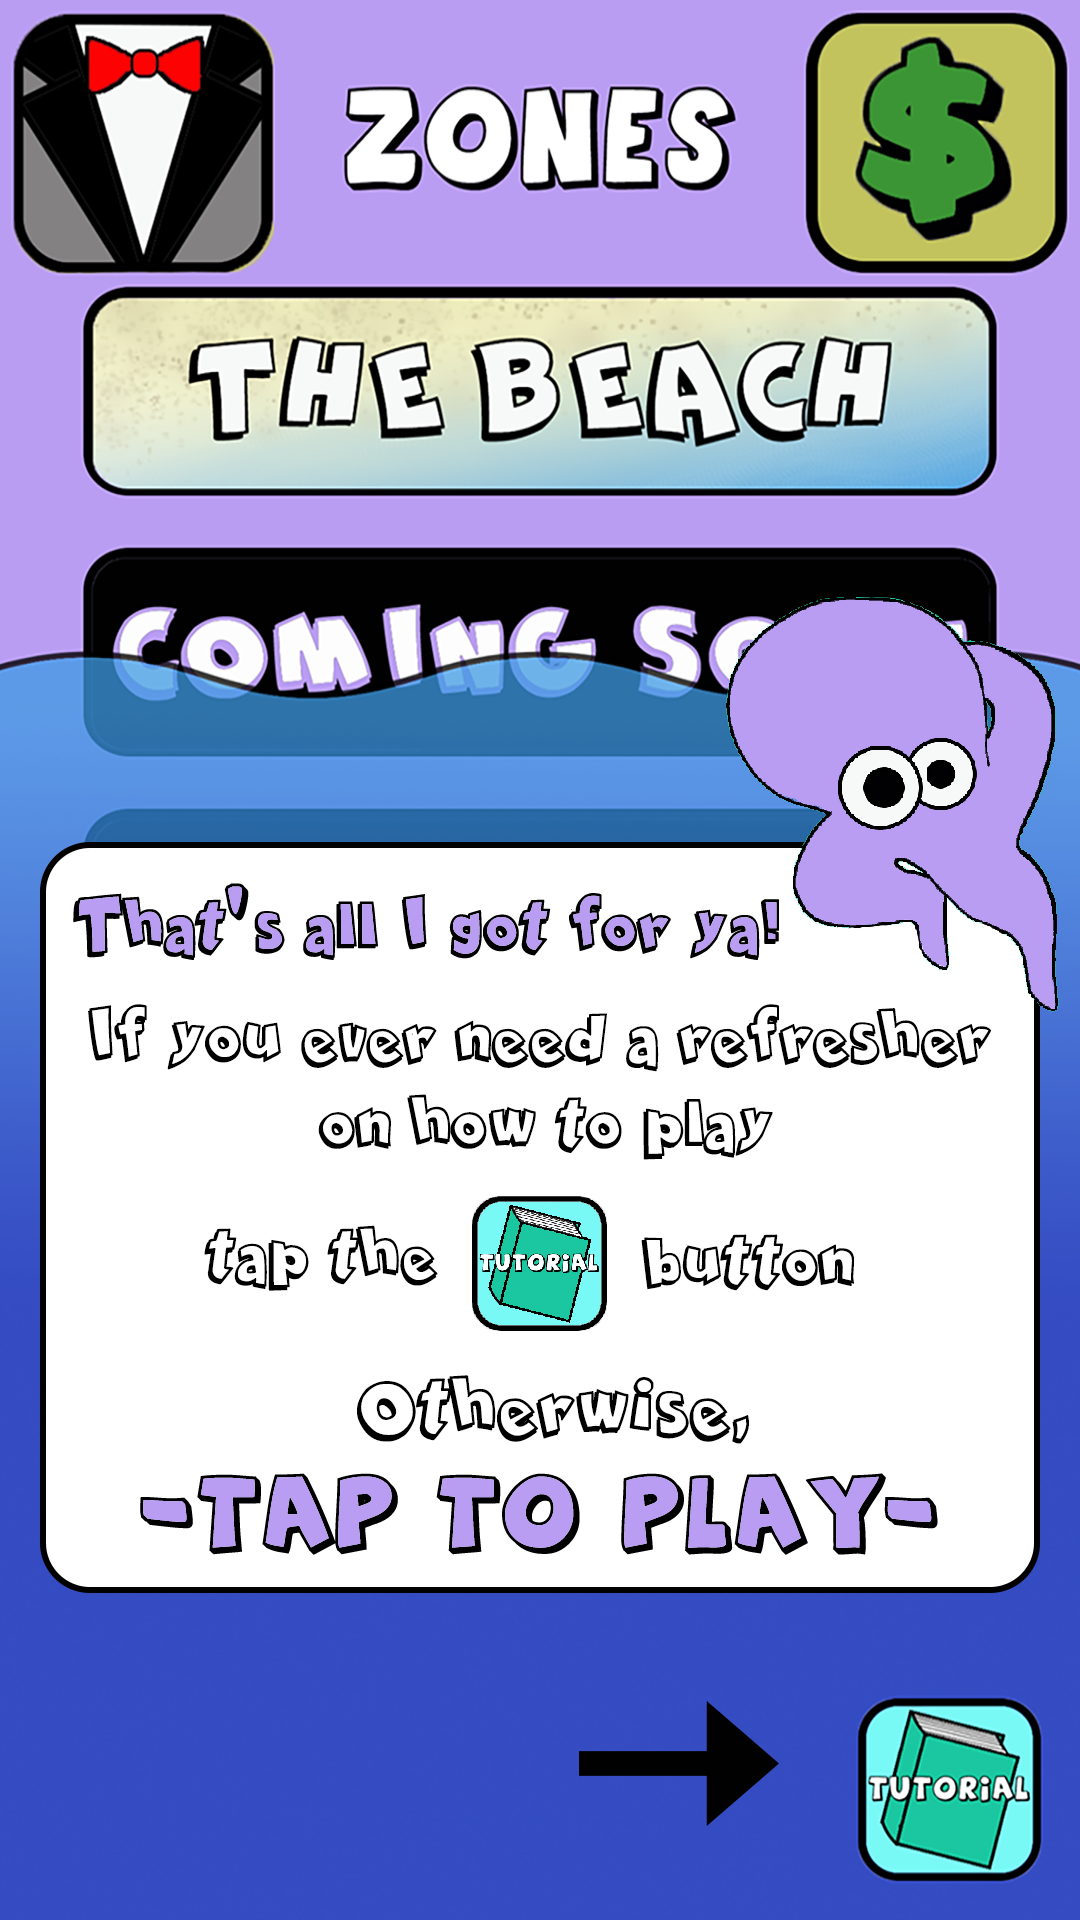 ZONES
THE BEACH
COMING
That's all I got for ya!
If you ever need a refresher
on how to play
tap the TUTORiAL button
Otherwise,
-TAP TO PLAY-
TUTORiAL